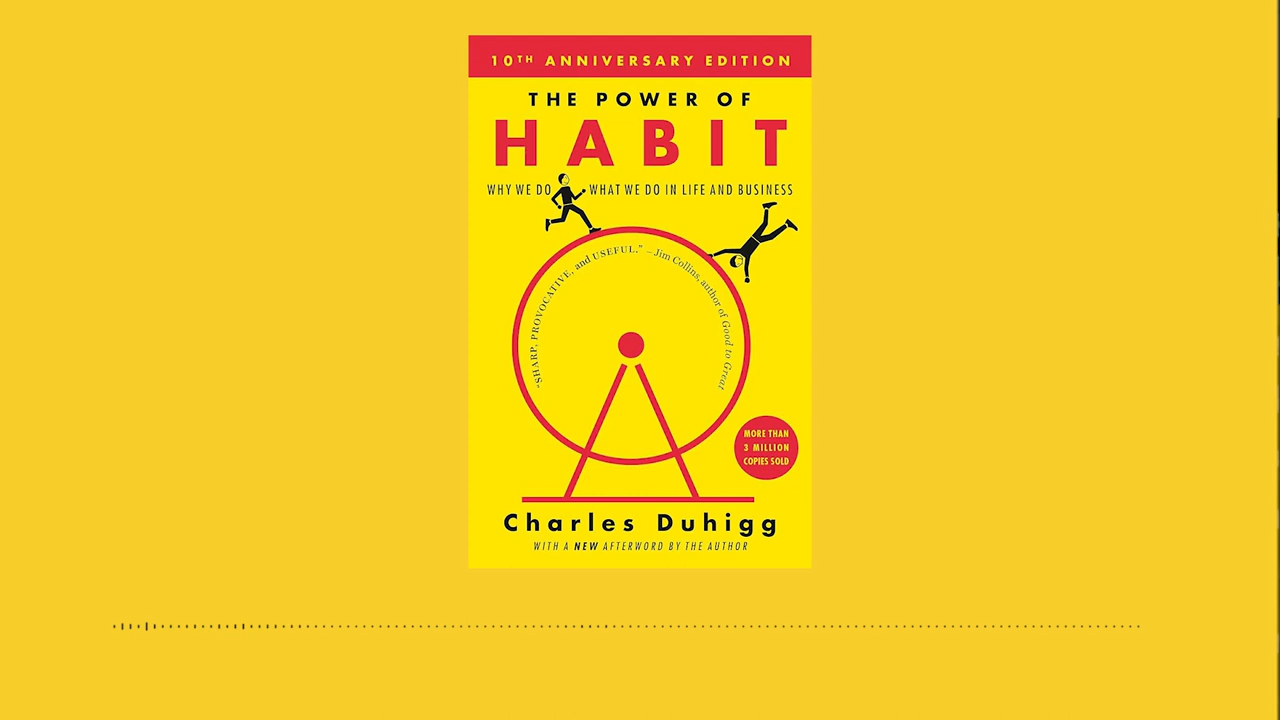 10TH ANNIVERSARY EDITION
THE POWER OF
HABIT
WHY WE DO WHAT WE DO IN LIFE AND BUSINESS
“SHARP, PROVOCATIVE, and USEFUL.” –Jim Collins, author of Good to Great
MORE THAN
3 MILLION
COPIES SOLD
Charles Duhigg
WITH A NEW AFTERWORD BY THE AUTHOR